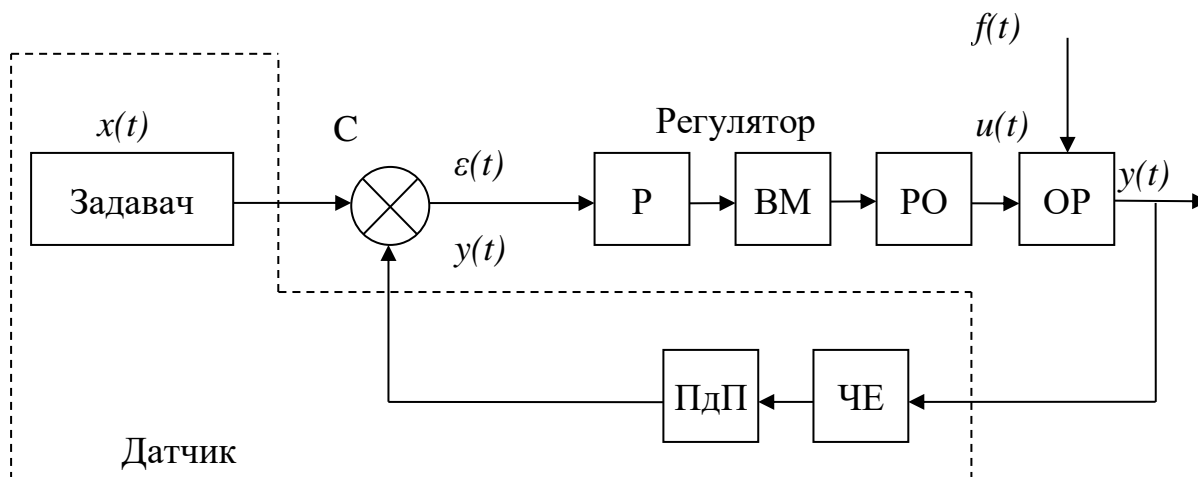 f(t)
x(t)
С
Регулятор
u(t)
ε(t)
y(t)
Задавач
Р
ВМ
РО
ОР
y(t)
ПдП
ЧЕ
Датчик